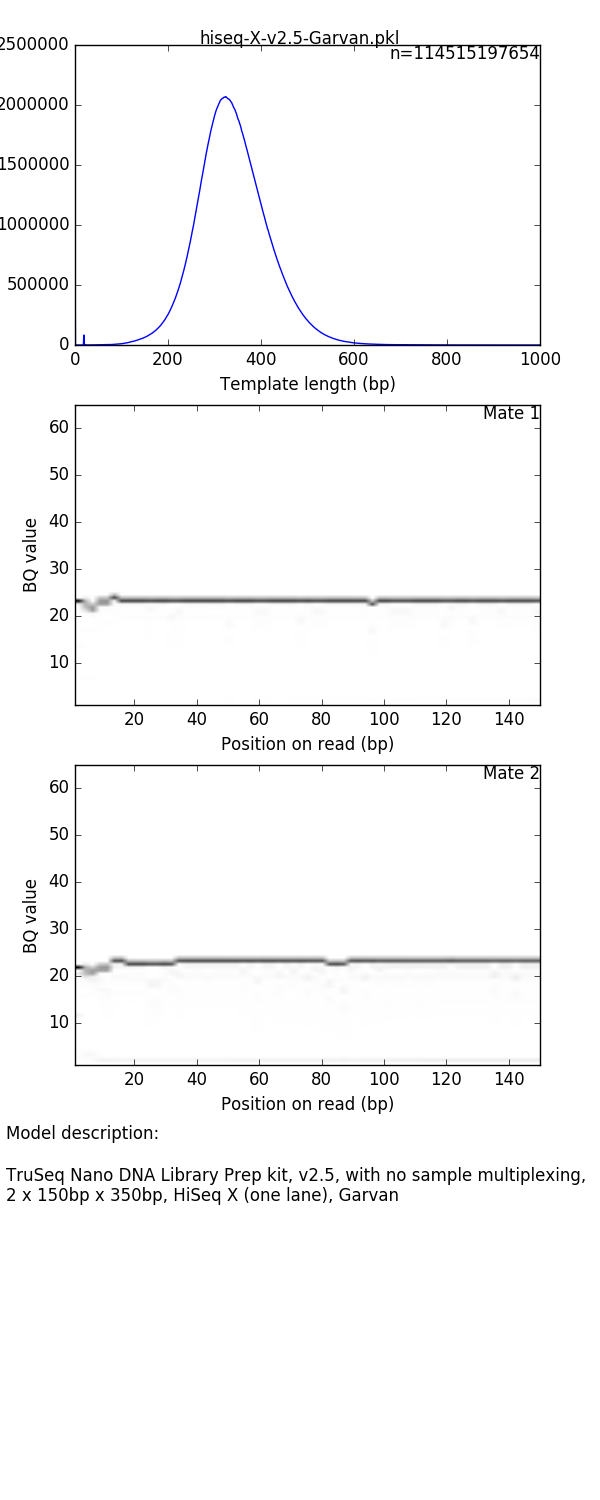 hiseq-X-v2.5-Garvan.pkl
n=114515197654
2500000
2000000
1500000
1000000
500000
0
0 200 400 600 800 1000
Template length (bp)
Mate 1
60
50
40
30
20
10
BQ value
20 40 60 80 100 120 140
Position on read (bp)
Mate 2
60
50
40
30
20
10
BQ value
20 40 60 80 100 120 140
Position on read (bp)
Model description:
TruSeq Nano DNA Library Prep kit, v2.5, with no sample multiplexing,
2 x 150bp x 350bp, HiSeq X (one lane), Garvan